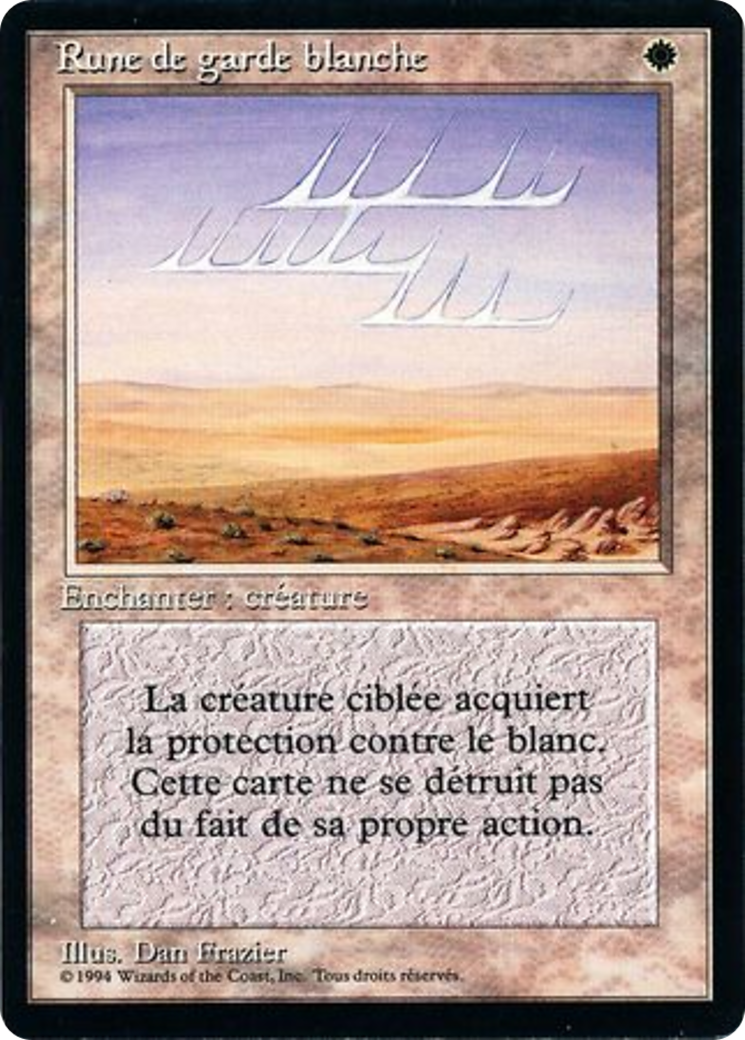 Rune de garde blanche
Enchanter : créature
La créature ciblée acquiert
la protection contre le blanc.
Cette carte ne se détruit pas
du fait de sa propre action.
Illus. Dan Frazier
© 1994 Wizards of the Coast, Inc. Tous droits réservés.